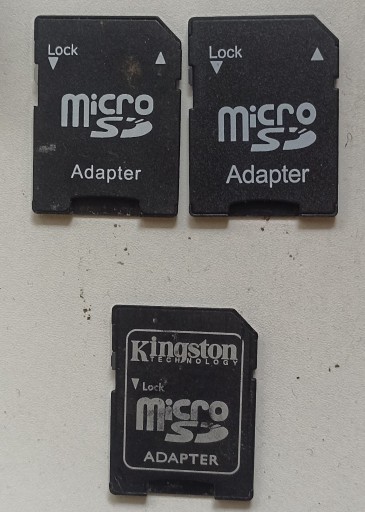 Lock
micro
SD
Adapter
Lock
micro
SD
Adapter
Kingston
TECHNOLOGY
Lock
micro
SD
ADAPTER